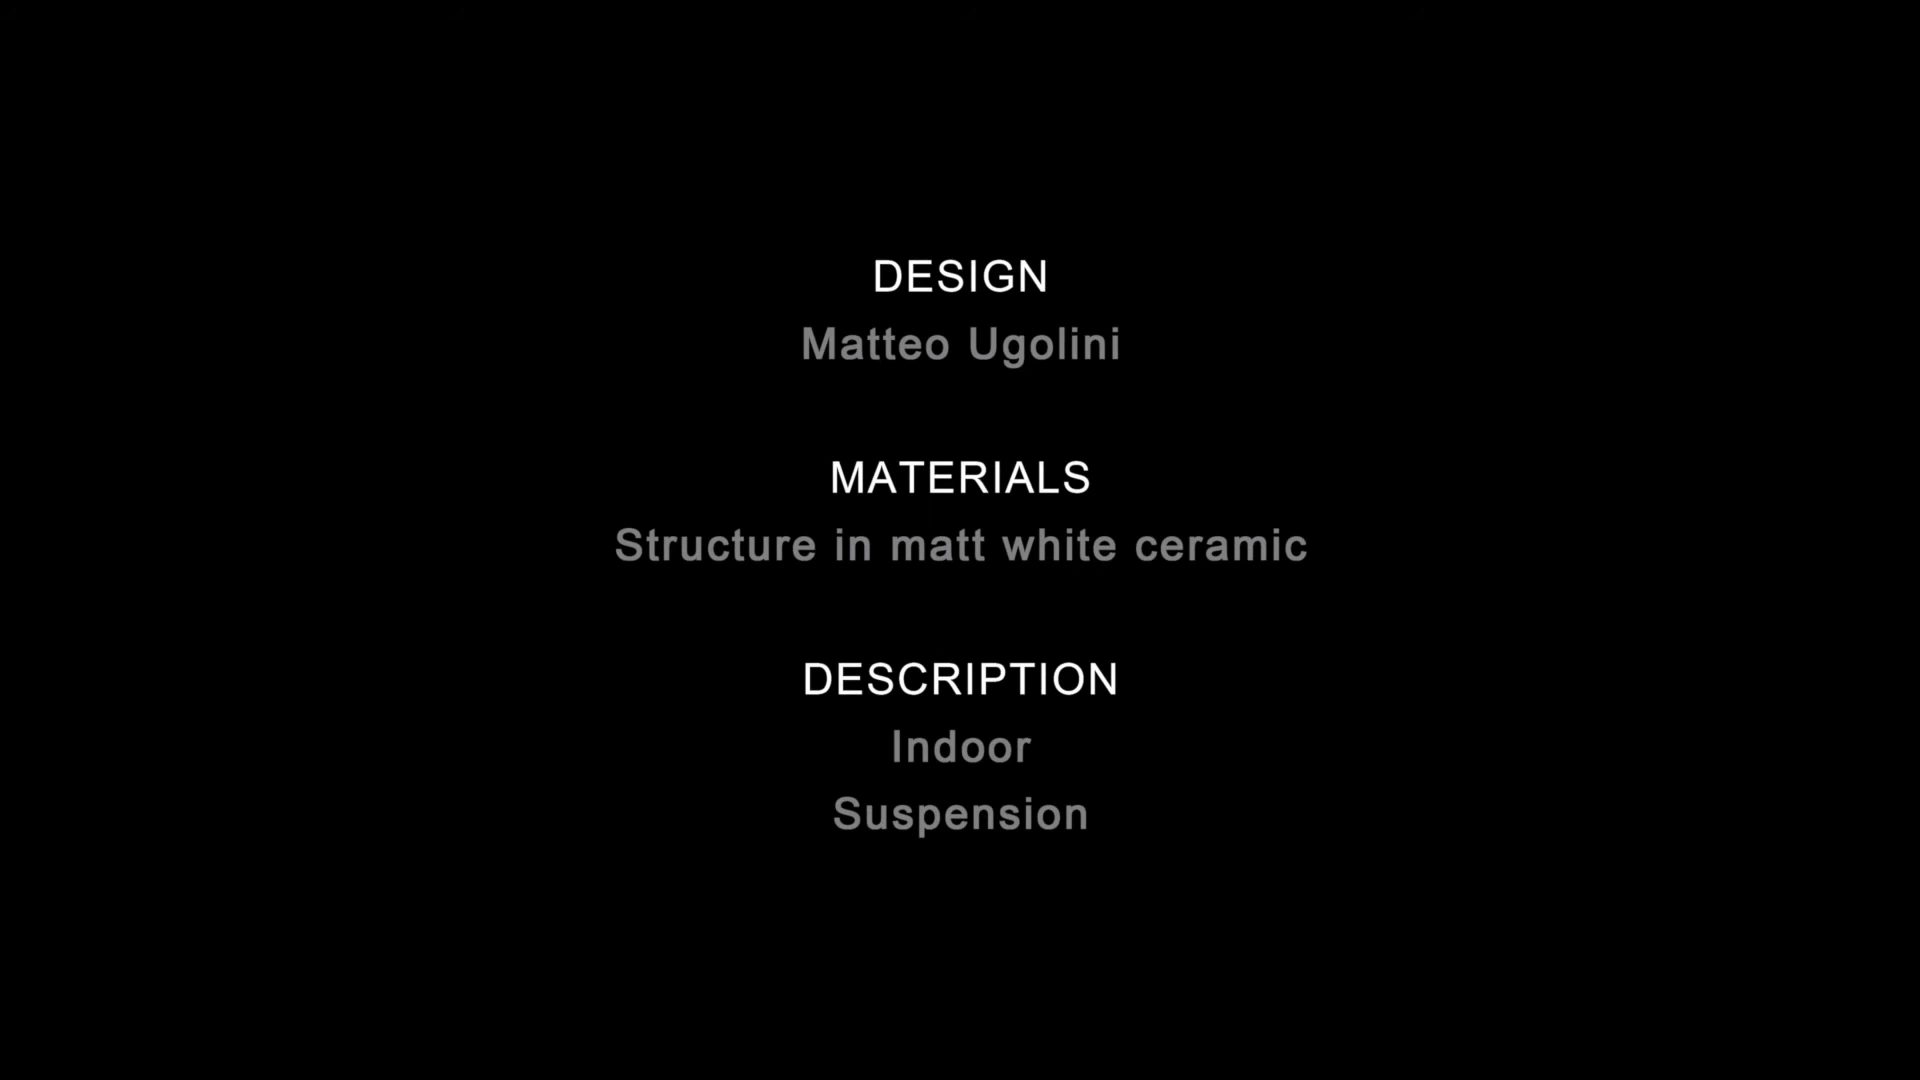 DESIGN
Matteo Ugolini
MATERIALS
Structure in matt white ceramic
DESCRIPTION
Indoor
Suspension